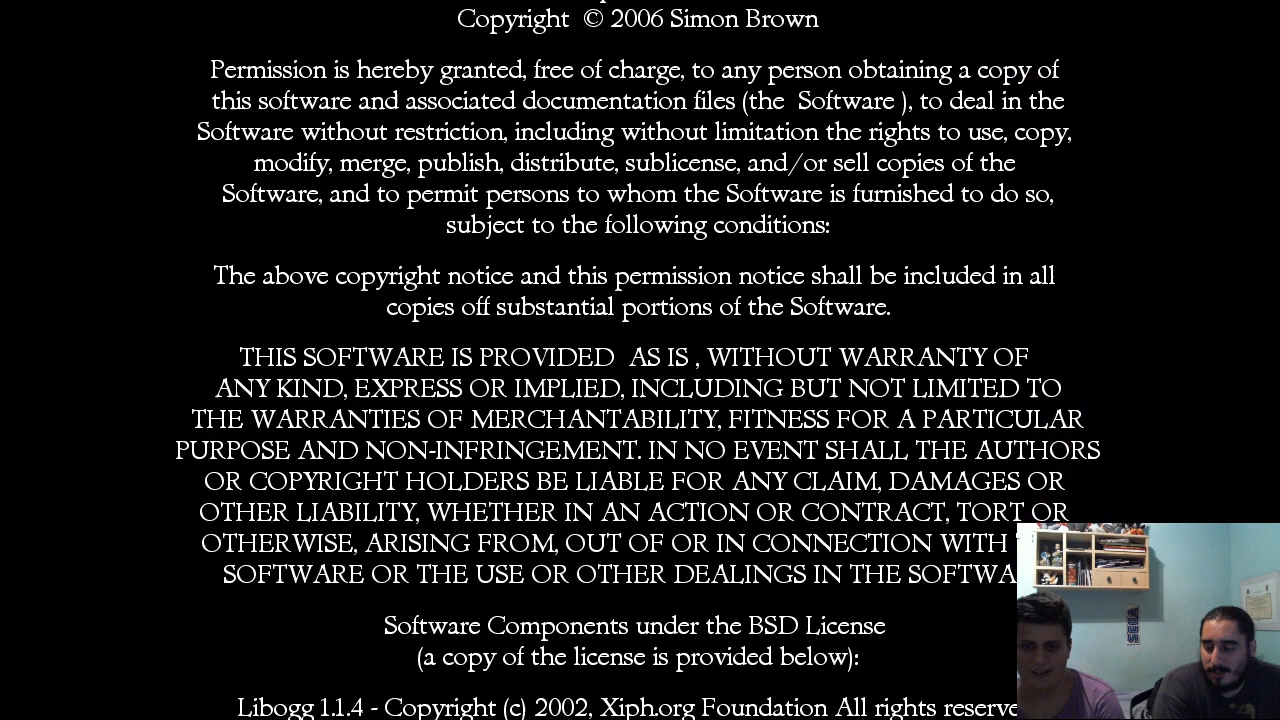 Copyright © 2006 Simon Brown
Permission is hereby granted, free of charge, to any person obtaining a copy of
this software and associated documentation files (the Software ), to deal in the
Software without restriction, including without limitation the rights to use, copy,
modify, merge, publish, distribute, sublicense, and/or sell copies of the
Software, and to permit persons to whom the Software is furnished to do so,
subject to the following conditions:
The above copyright notice and this permission notice shall be included in all
copies off substantial portions of the Software.
THIS SOFTWARE IS PROVIDED AS IS , WITHOUT WARRANTY OF
ANY KIND, EXPRESS OR IMPLIED, INCLUDING BUT NOT LIMITED TO
THE WARRANTIES OF MERCHANTABILITY, FITNESS FOR A PARTICULAR
PURPOSE AND NON-INFRINGEMENT. IN NO EVENT SHALL THE AUTHORS
OR COPYRIGHT HOLDERS BE LIABLE FOR ANY CLAIM, DAMAGES OR
OTHER LIABILITY, WHETHER IN AN ACTION OR CONTRACT, TORT OR
OTHERWISE, ARISING FROM, OUT OF OR IN CONNECTION WITH
SOFTWARE OR THE USE OR OTHER DEALINGS IN THE SOFTWA
Software Components under the BSD License
(a copy of the license is provided below):
Libogg 1.1.4 - Copyright (c) 2002, Xiph.org Foundation All rights reserve
SEGA